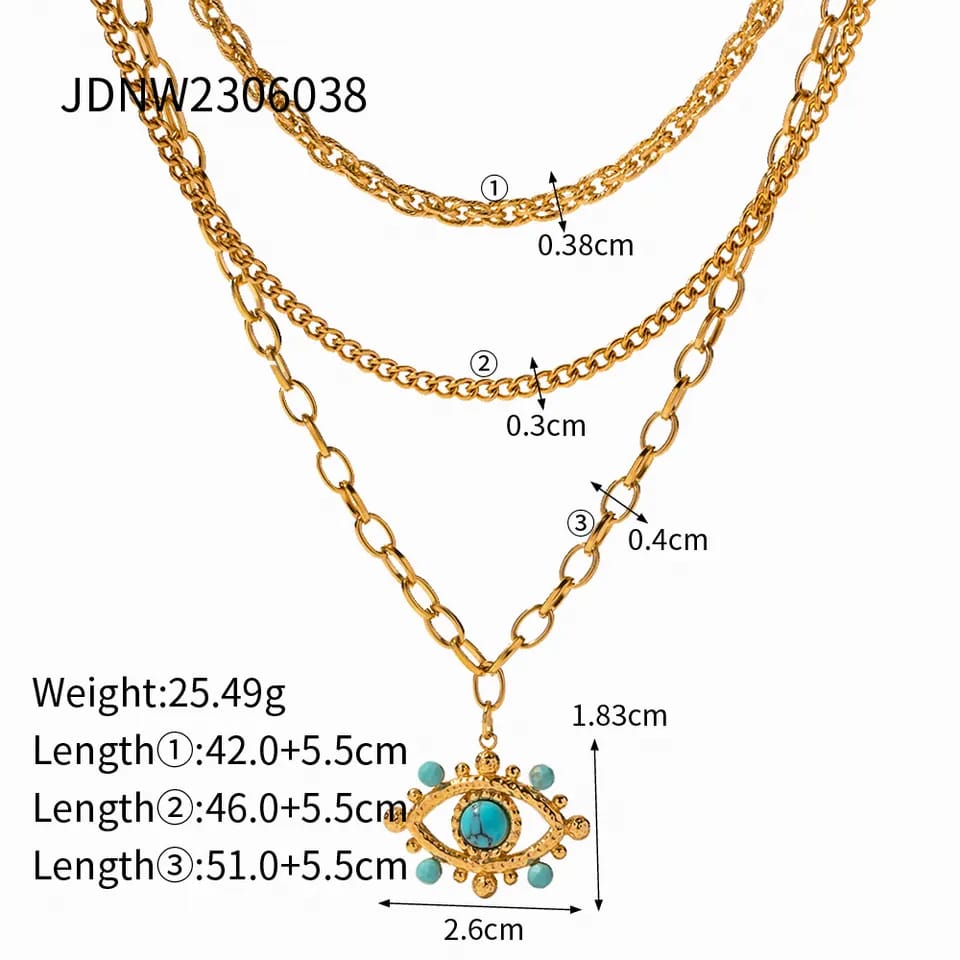 JDNW2306038
①
0.38cm
②
0.3cm
③
0.4cm
Weight:25.49g
1.83cm
Length①:42.0+5.5cm
Length②:46.0+5.5cm
Length③:51.0+5.5cm
2.6cm